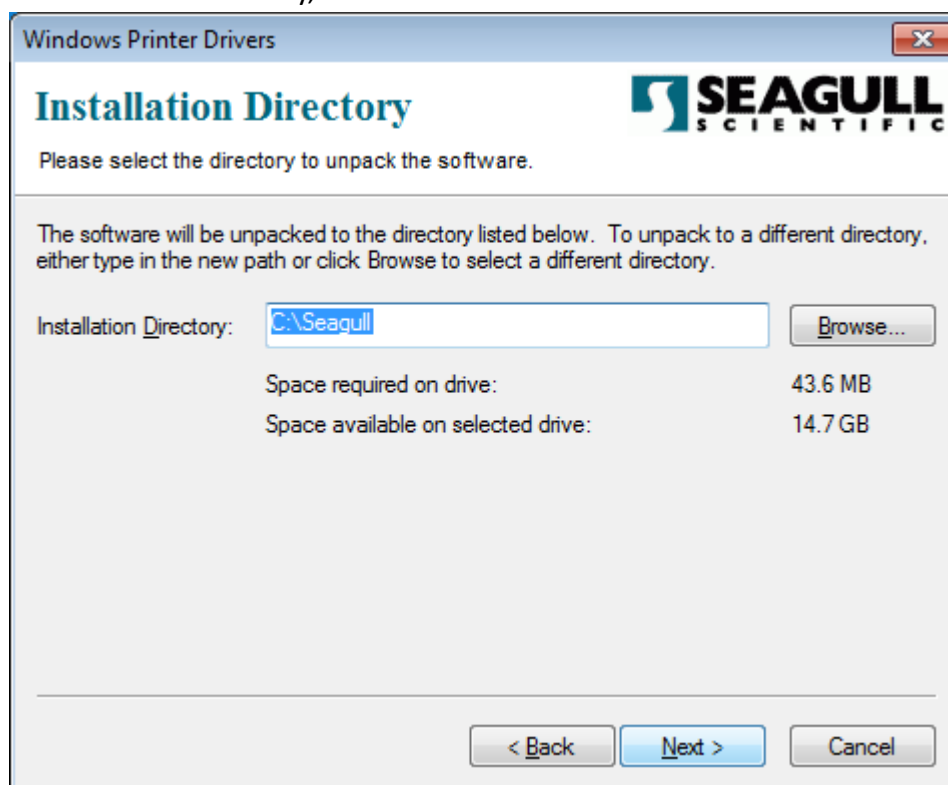 Windows Printer Drivers
Installation Directory
SEAGULL
SCIENTIFIC
Please select the directory to unpack the software.
The software will be unpacked to the directory listed below. To unpack to a different directory,
either type in the new path or click Browse to select a different directory.
Installation Directory: C:\Seagull Browse...
Space required on drive: 43.6 MB
Space available on selected drive: 14.7 GB
< Back Next > Cancel